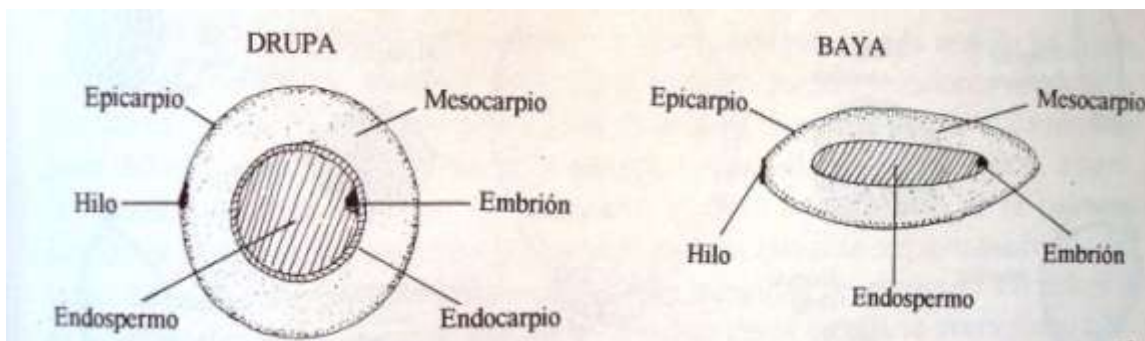 DRUPA
Epicarpio
Mesocarpio
Hilo
Embrión
Endospermo
Endocarpio
BAYA
Epicarpio
Mesocarpio
Hilo
Embrión
Endospermo